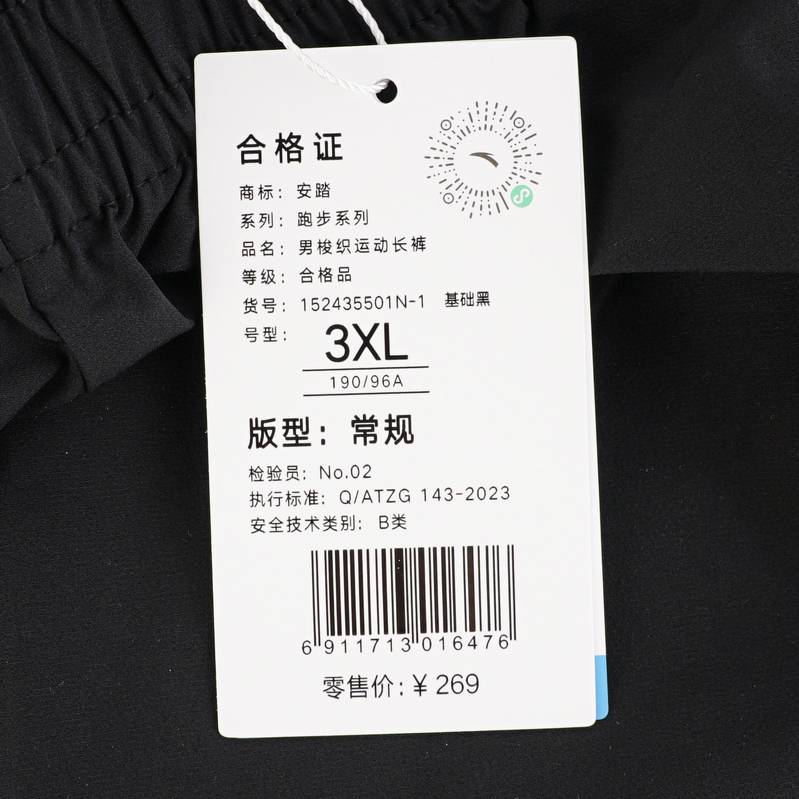 合格证
商标：安踏
系列：跑步系列
品名：男梭织运动长裤
等级：合格品
货号：152435501N-1 基础黑
号型：
3XL
190/96A
版型：常规
检验员：No.02
执行标准：Q/ATZG 143-2023
安全技术类别：B类
6 911713 016476
零售价：¥ 269